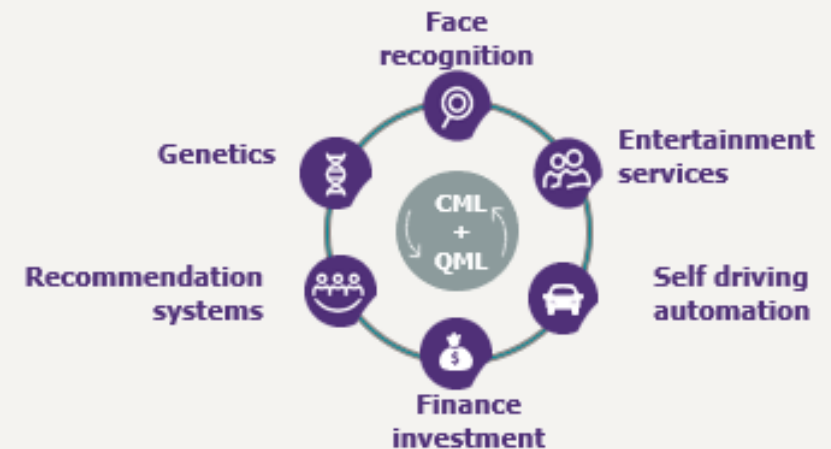 Face
recognition
Entertainment
services
Genetics
CML
+
QML
Recommendation
systems
Self driving
automation
$
Finance
investment